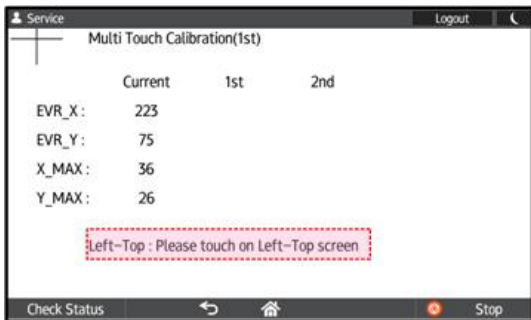 Service Logout
Multi Touch Calibration(1st)
Current 1st 2nd
EVR_X : 223
EVR_Y : 75
X_MAX : 36
Y_MAX : 26
Left-Top : Please touch on Left-Top screen
Check Status Stop